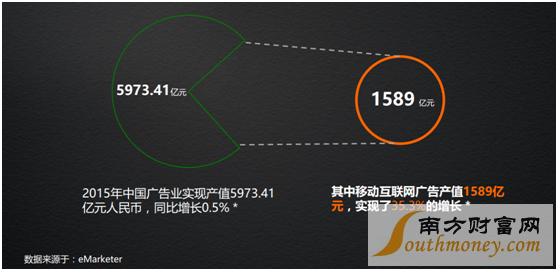 5973.41亿元
1589亿元
2015年中国广告业实现产值5973.41
亿元人民币，同比增长0.5% *
其中移动互联网广告产值1589亿
元，实现了35.3%的增长 *
南方财富网
Southmoney.com
数据来源于：eMarketer